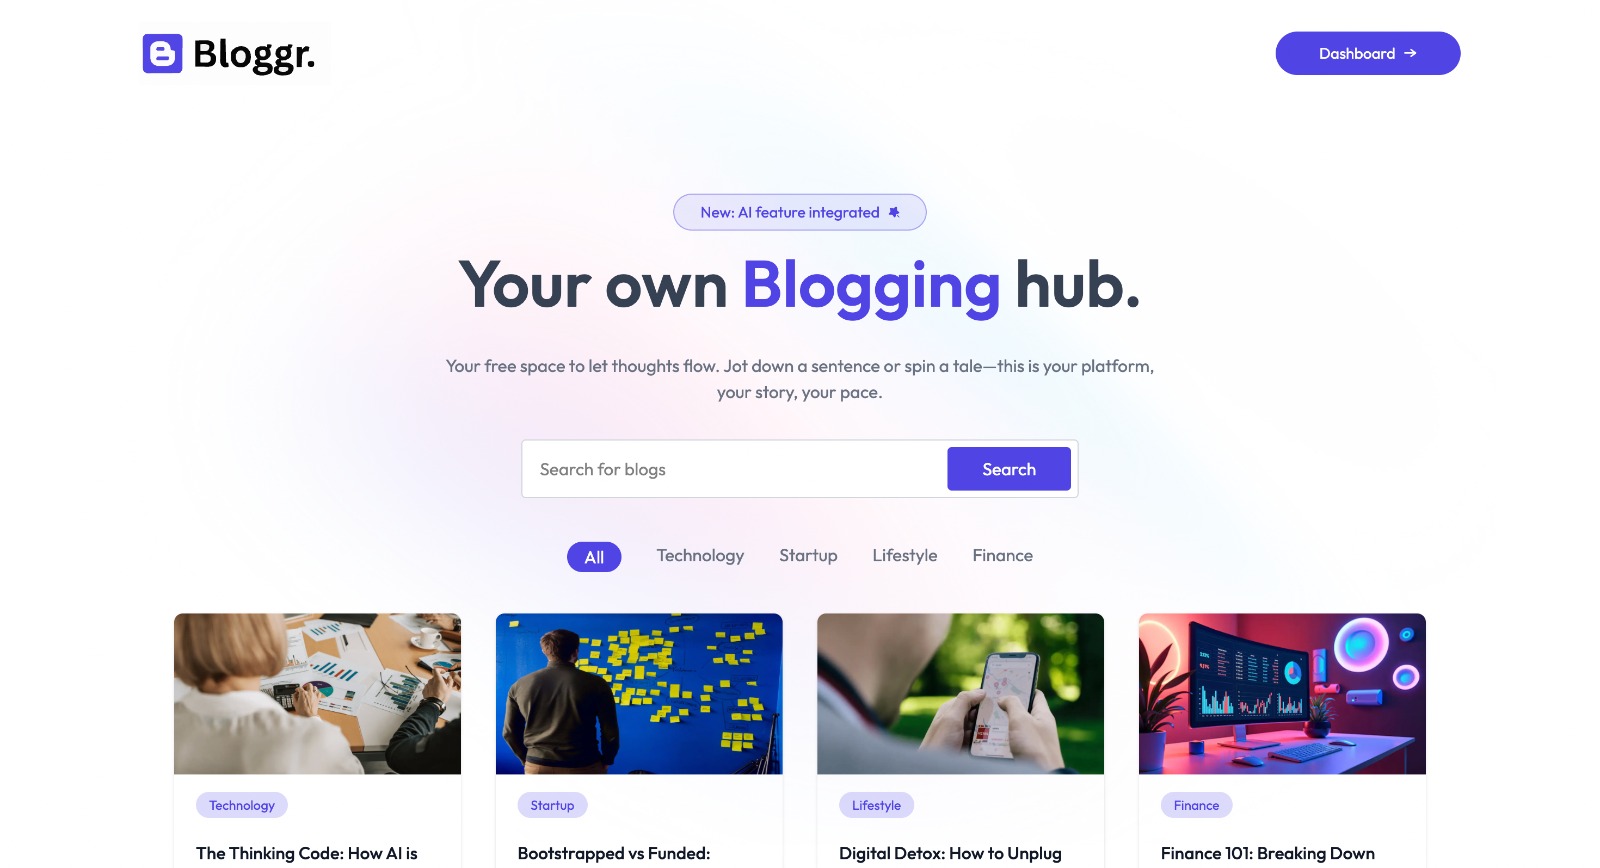 Bloggr.
Dashboard →
New: AI feature integrated
Your own Blogging hub.
Your free space to let thoughts flow. Jot down a sentence or spin a tale—this is your platform,
your story, your pace.
Search for blogs
Search
All
Technology
Startup
Lifestyle
Finance
Technology
Startup
Lifestyle
Finance
The Thinking Code: How AI is
Bootstrapped vs Funded:
Digital Detox: How to Unplug
Finance 101: Breaking Down